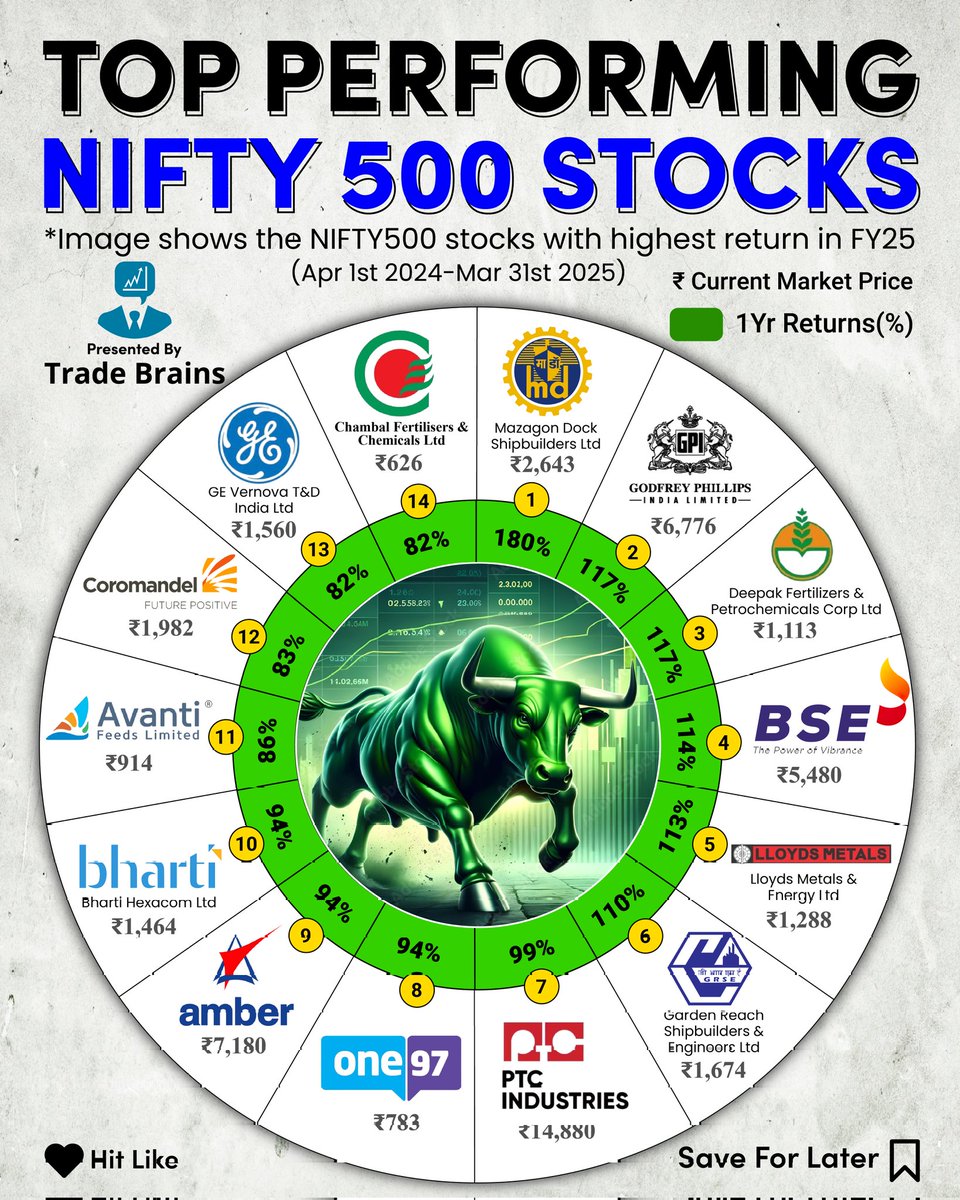 TOP PERFORMING
NIFTY 500 STOCKS
*Image shows the NIFTY500 stocks with highest return in FY25
(Apr 1st 2024-Mar 31st 2025)
₹ Current Market Price
1Yr Returns(%)
Presented By
Trade Brains
md
Mazagon Dock
Shipbuilders Ltd
₹2,643
1
180%
GPI
GODFREY PHILLIPS
INDIA LIMITED
₹6,776
2
117%
Deepak Fertilizers &
Petrochemicals Corp Ltd
₹1,113
3
117%
BSE
The Power of Vibrance
₹5,480
4
114%
LLOYDS METALS
Lloyds Metals &
Energy Ltd
₹1,288
5
113%
GRSE
Garden Reach
Shipbuilders &
Engineers Ltd
₹1,674
6
110%
PTC
INDUSTRIES
₹14,880
7
99%
one97
₹783
8
94%
amber
₹7,180
9
94%
bharti
Bharti Hexacom Ltd
₹1,464
10
94%
Avanti®
Feeds Limited
₹914
11
86%
Coromandel
FUTURE POSITIVE
₹1,982
12
83%
GE
GE Vernova T&D
India Ltd
₹1,560
13
82%
Chambal Fertilisers &
Chemicals Ltd
₹626
14
82%
Hit Like
Save For Later